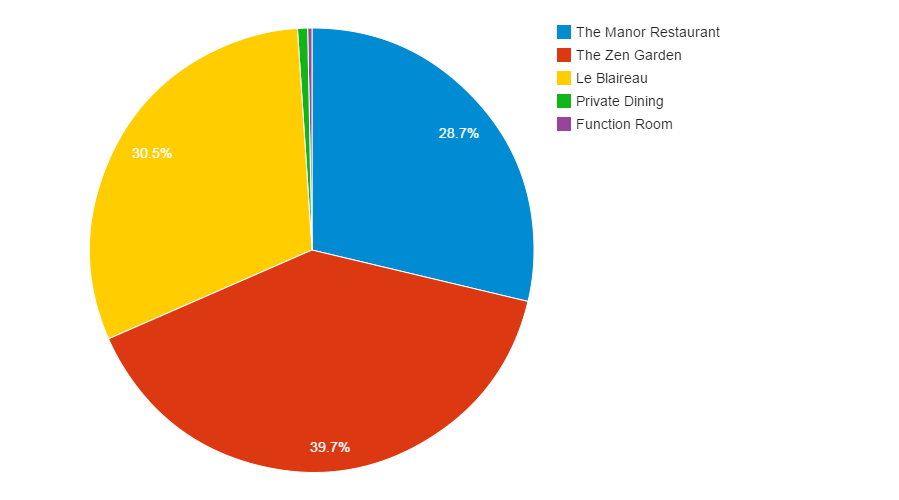 The Manor Restaurant
The Zen Garden
Le Blaireau
Private Dining
Function Room
28.7%
30.5%
39.7%